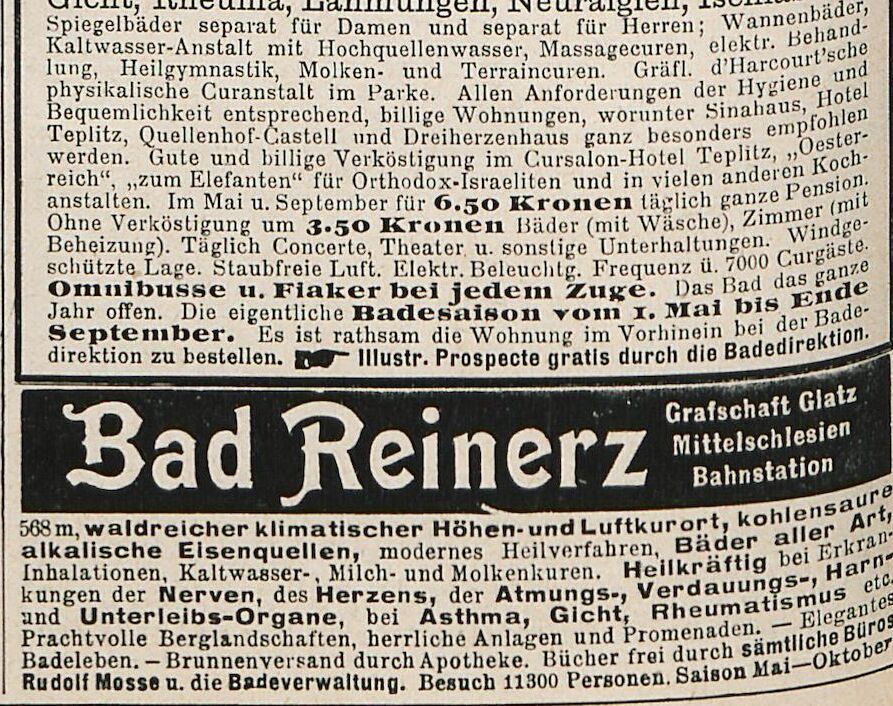 Gicht, Rheuma, Lähmungen, Neuralgien,
Spiegelbäder separat für Damen und separat für Herren; Wannenbäder,
Kaltwasser-Anstalt mit Hochquellenwasser, Massagecuren, elektr. Behand-
lung, Heilgymnastik, Molken- und Terraincuren. Gräfl. d'Harcourt'sche
physikalische Curanstalt im Parke. Allen Anforderungen der Hygiene und
Bequemlichkeit entsprechend, billige Wohnungen, worunter Sinahaus, Hotel
Teplitz, Quellenhof-Castell und Dreiherzenhaus ganz besonders empfohlen
werden. Gute und billige Verköstigung im Cursalon-Hotel Teplitz, „Oester-
reich“, „zum Elefanten“ für Orthodox-Israeliten und in vielen anderen Koch-
anstalten. Im Mai u. September für 6.50 Kronen täglich ganze Pension.
Ohne Verköstigung um 3.50 Kronen Bäder (mit Wäsche), Zimmer (mit
Beheizung). Täglich Concerte, Theater u. sonstige Unterhaltungen. Windge-
schützte Lage. Staubfreie Luft. Elektr. Beleuchtg. Frequenz ü. 7000 Curgäste.
Omnibusse u. Fiaker bei jedem Zuge. Das Bad das ganze
Jahr offen. Die eigentliche Badesaison vom 1. Mai bis Ende
September. Es ist rathsam die Wohnung im Vorhinein bei der Bade-
direktion zu bestellen. Illustr. Prospecte gratis durch die Badedirektion.
Bad Reinerz
Grafschaft Glatz
Mittelschlesien
Bahnstation
568 m, waldreicher klimatischer Höhen- und Luftkurort, kohlensaure
alkalische Eisenquellen, modernes Heilverfahren, Bäder aller Art,
Inhalationen, Kaltwasser-, Milch- und Molkenkuren. Heilkräftig bei Erkran-
kungen der Nerven, des Herzens, der Atmungs-, Verdauungs-, Harn-
und Unterleibs-Organe, bei Asthma, Gicht, Rheumatismus etc.
Prachtvolle Berglandschaften, herrliche Anlagen und Promenaden. — Elegantes
Badeleben. — Brunnenversand durch Apotheke. Bücher frei durch sämtliche Büros
Rudolf Mosse u. die Badeverwaltung. Besuch 11300 Personen. Saison Mai—Oktober